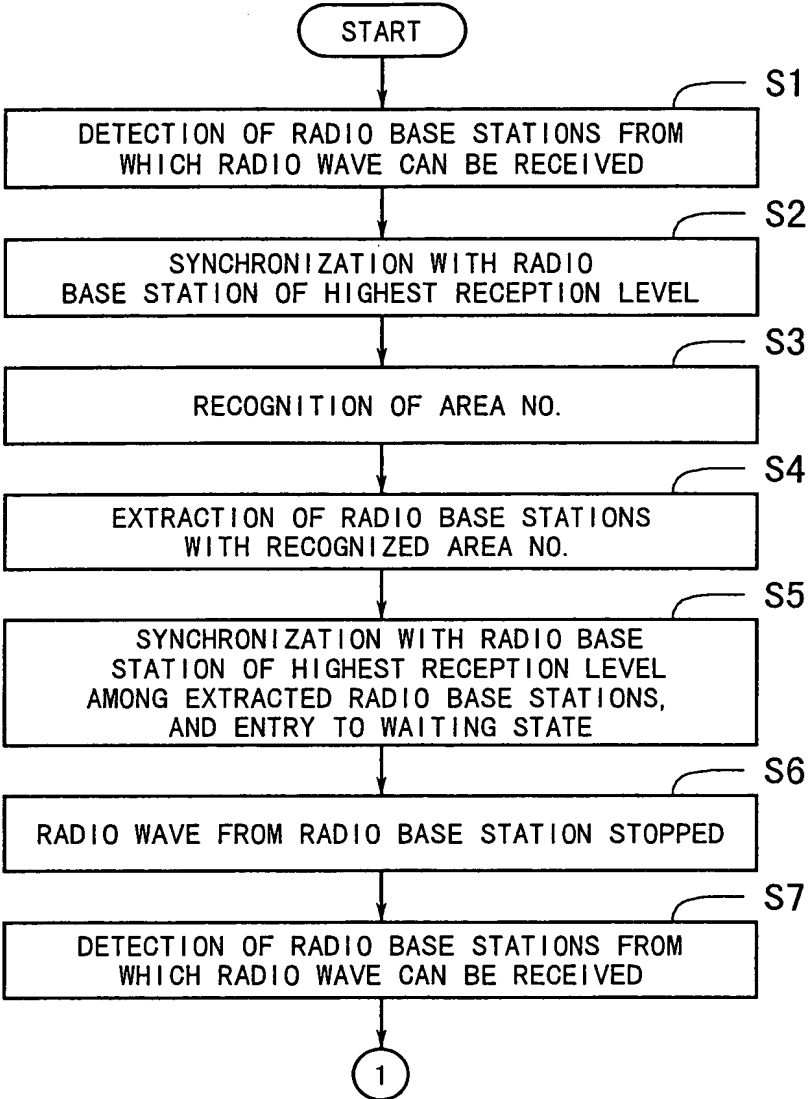 START
S1
DETECTION OF RADIO BASE STATIONS FROM
WHICH RADIO WAVE CAN BE RECEIVED
S2
SYNCHRONIZATION WITH RADIO
BASE STATION OF HIGHEST RECEPTION LEVEL
S3
RECOGNITION OF AREA NO.
S4
EXTRACTION OF RADIO BASE STATIONS
WITH RECOGNIZED AREA NO.
S5
SYNCHRONIZATION WITH RADIO BASE
STATION OF HIGHEST RECEPTION LEVEL
AMONG EXTRACTED RADIO BASE STATIONS,
AND ENTRY TO WAITING STATE
S6
RADIO WAVE FROM RADIO BASE STATION STOPPED
S7
DETECTION OF RADIO BASE STATIONS FROM
WHICH RADIO WAVE CAN BE RECEIVED
1